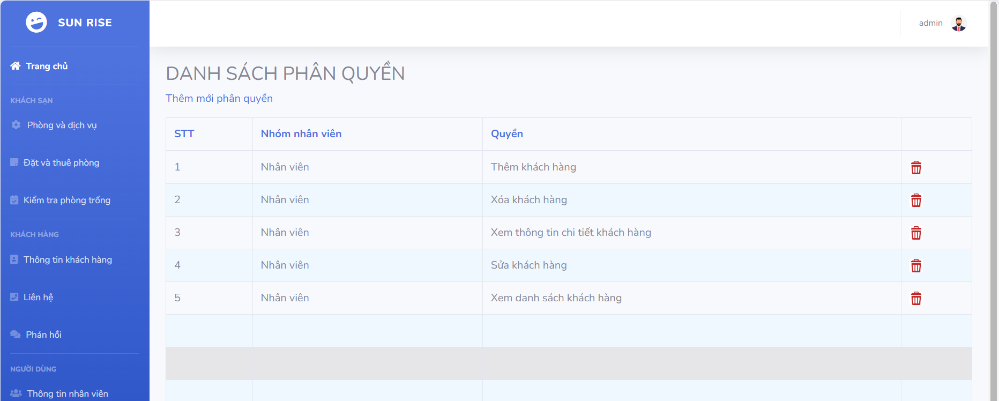 SUN RISE
admin
Trang chủ
KHÁCH SẠN
Phòng và dịch vụ
Đặt và thuê phòng
Kiểm tra phòng trống
KHÁCH HÀNG
Thông tin khách hàng
Liên hệ
Phản hồi
NGƯỜI DÙNG
Thông tin nhân viên
DANH SÁCH PHÂN QUYỀN
Thêm mới phân quyền
STT Nhóm nhân viên Quyền
1 Nhân viên Thêm khách hàng
2 Nhân viên Xóa khách hàng
3 Nhân viên Xem thông tin chi tiết khách hàng
4 Nhân viên Sửa khách hàng
5 Nhân viên Xem danh sách khách hàng